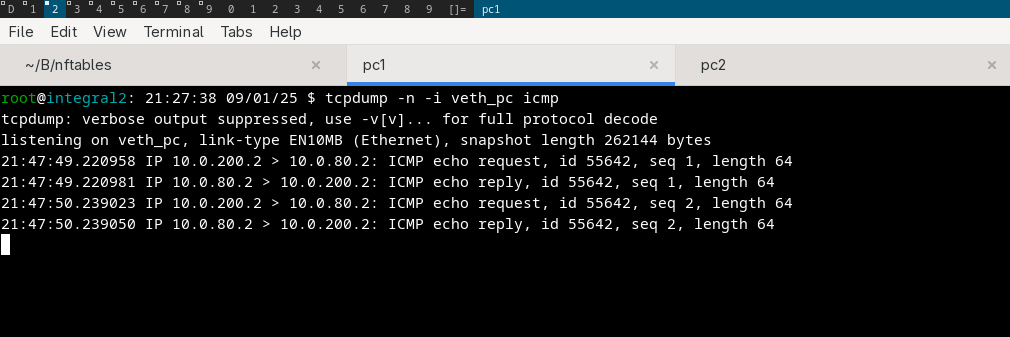 D 1 2 3 4 5 6 7 8 9 0 1 2 3 4 5 6 7 8 9 []= pc1
File Edit View Terminal Tabs Help
~/B/nftables × pc1 × pc2 ×
root@integral2: 21:27:38 09/01/25 $ tcpdump -n -i veth_pc icmp
tcpdump: verbose output suppressed, use -v[v]... for full protocol decode
listening on veth_pc, link-type EN10MB (Ethernet), snapshot length 262144 bytes
21:47:49.220958 IP 10.0.200.2 > 10.0.80.2: ICMP echo request, id 55642, seq 1, length 64
21:47:49.220981 IP 10.0.80.2 > 10.0.200.2: ICMP echo reply, id 55642, seq 1, length 64
21:47:50.239023 IP 10.0.200.2 > 10.0.80.2: ICMP echo request, id 55642, seq 2, length 64
21:47:50.239050 IP 10.0.80.2 > 10.0.200.2: ICMP echo reply, id 55642, seq 2, length 64